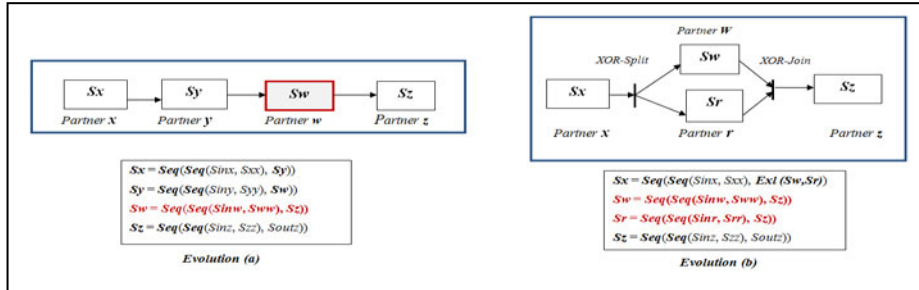 Sx
Sy
Sw
Sz
Partner x
Partner y
Partner w
Partner z
Sx = Seq(Seq(Sinx, Sxx), Sy))
Sy = Seq(Seq(Siny, Syy), Sw))
Sw = Seq(Seq(Sinw, Sww), Sz))
Sz = Seq(Seq(Sinz, Szz), Soutz))
Evolution (a)
Partner W
XOR-Split
Sw
XOR-Join
Sx
Sz
Sr
Partner x
Partner r
Partner z
Sx = Seq(Seq(Sinx, Sxx), Exl (Sw,Sr))
Sw = Seq(Seq(Sinw, Sww), Sz))
Sr = Seq(Seq(Sinr, Srr), Sz))
Sz = Seq(Seq(Sinz, Szz), Soutz))
Evolution (b)